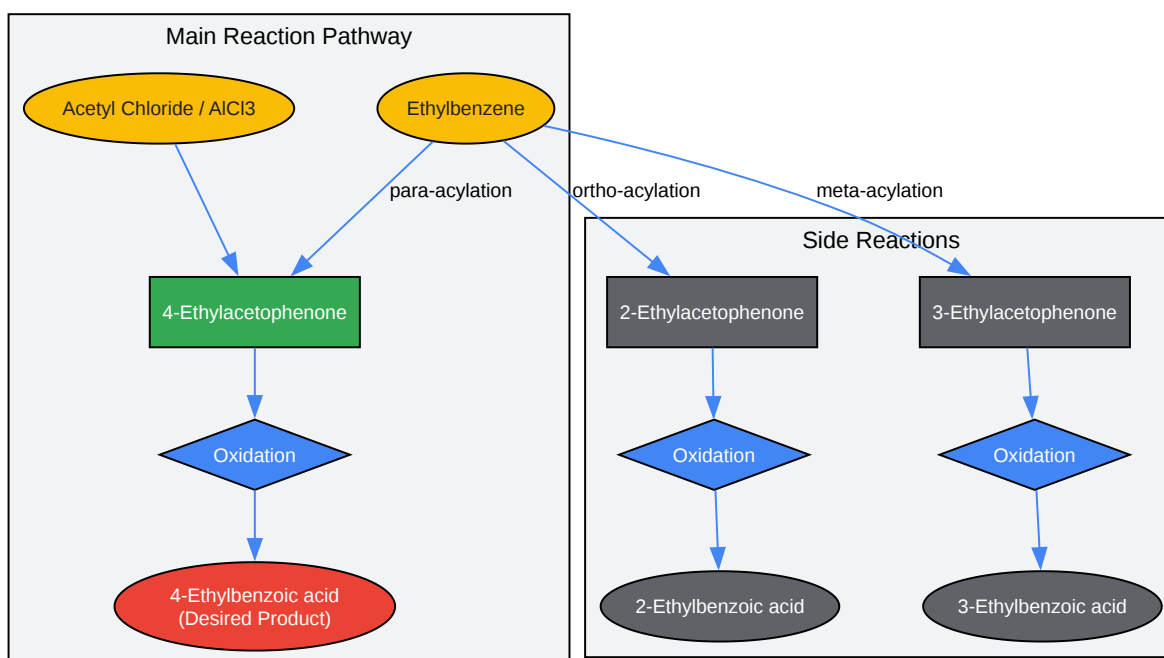 Main Reaction Pathway
Acetyl Chloride / AlCl3
Ethylbenzene
para-acylation
ortho-acylation
meta-acylation
Side Reactions
4-Ethylacetophenone
2-Ethylacetophenone
3-Ethylacetophenone
Oxidation
Oxidation
Oxidation
4-Ethylbenzoic acid
(Desired Product)
2-Ethylbenzoic acid
3-Ethylbenzoic acid